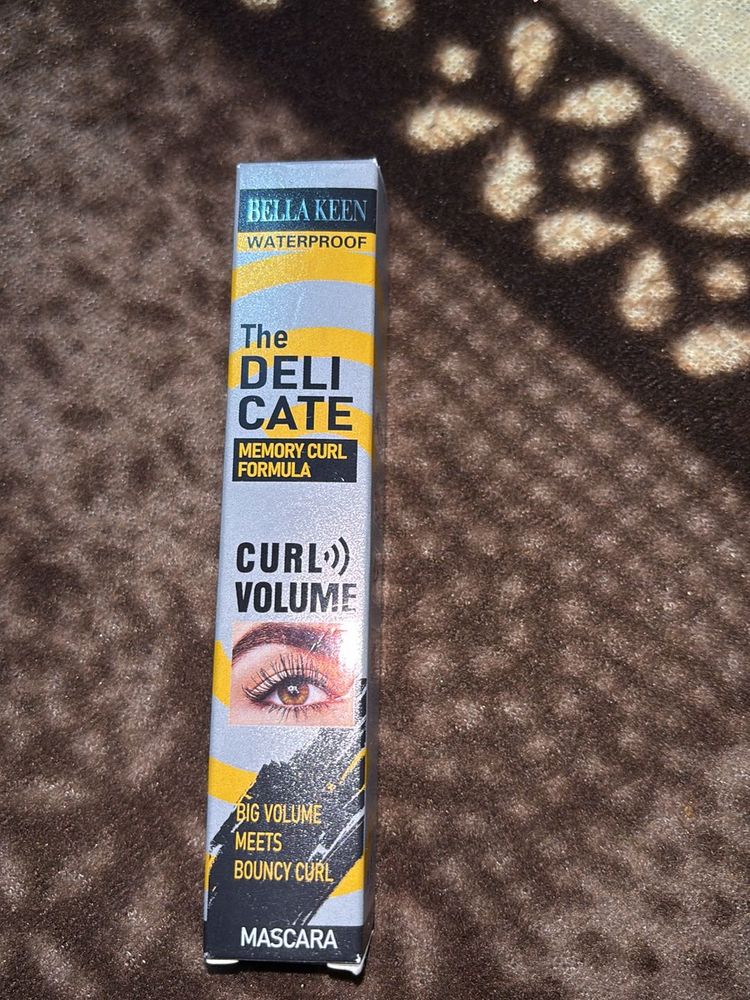 BELLA KEEN
WATERPROOF
The
DELI
CATE
MEMORY CURL
FORMULA
CURL
VOLUME
BIG VOLUME
MEETS
BOUNCY CURL
MASCARA